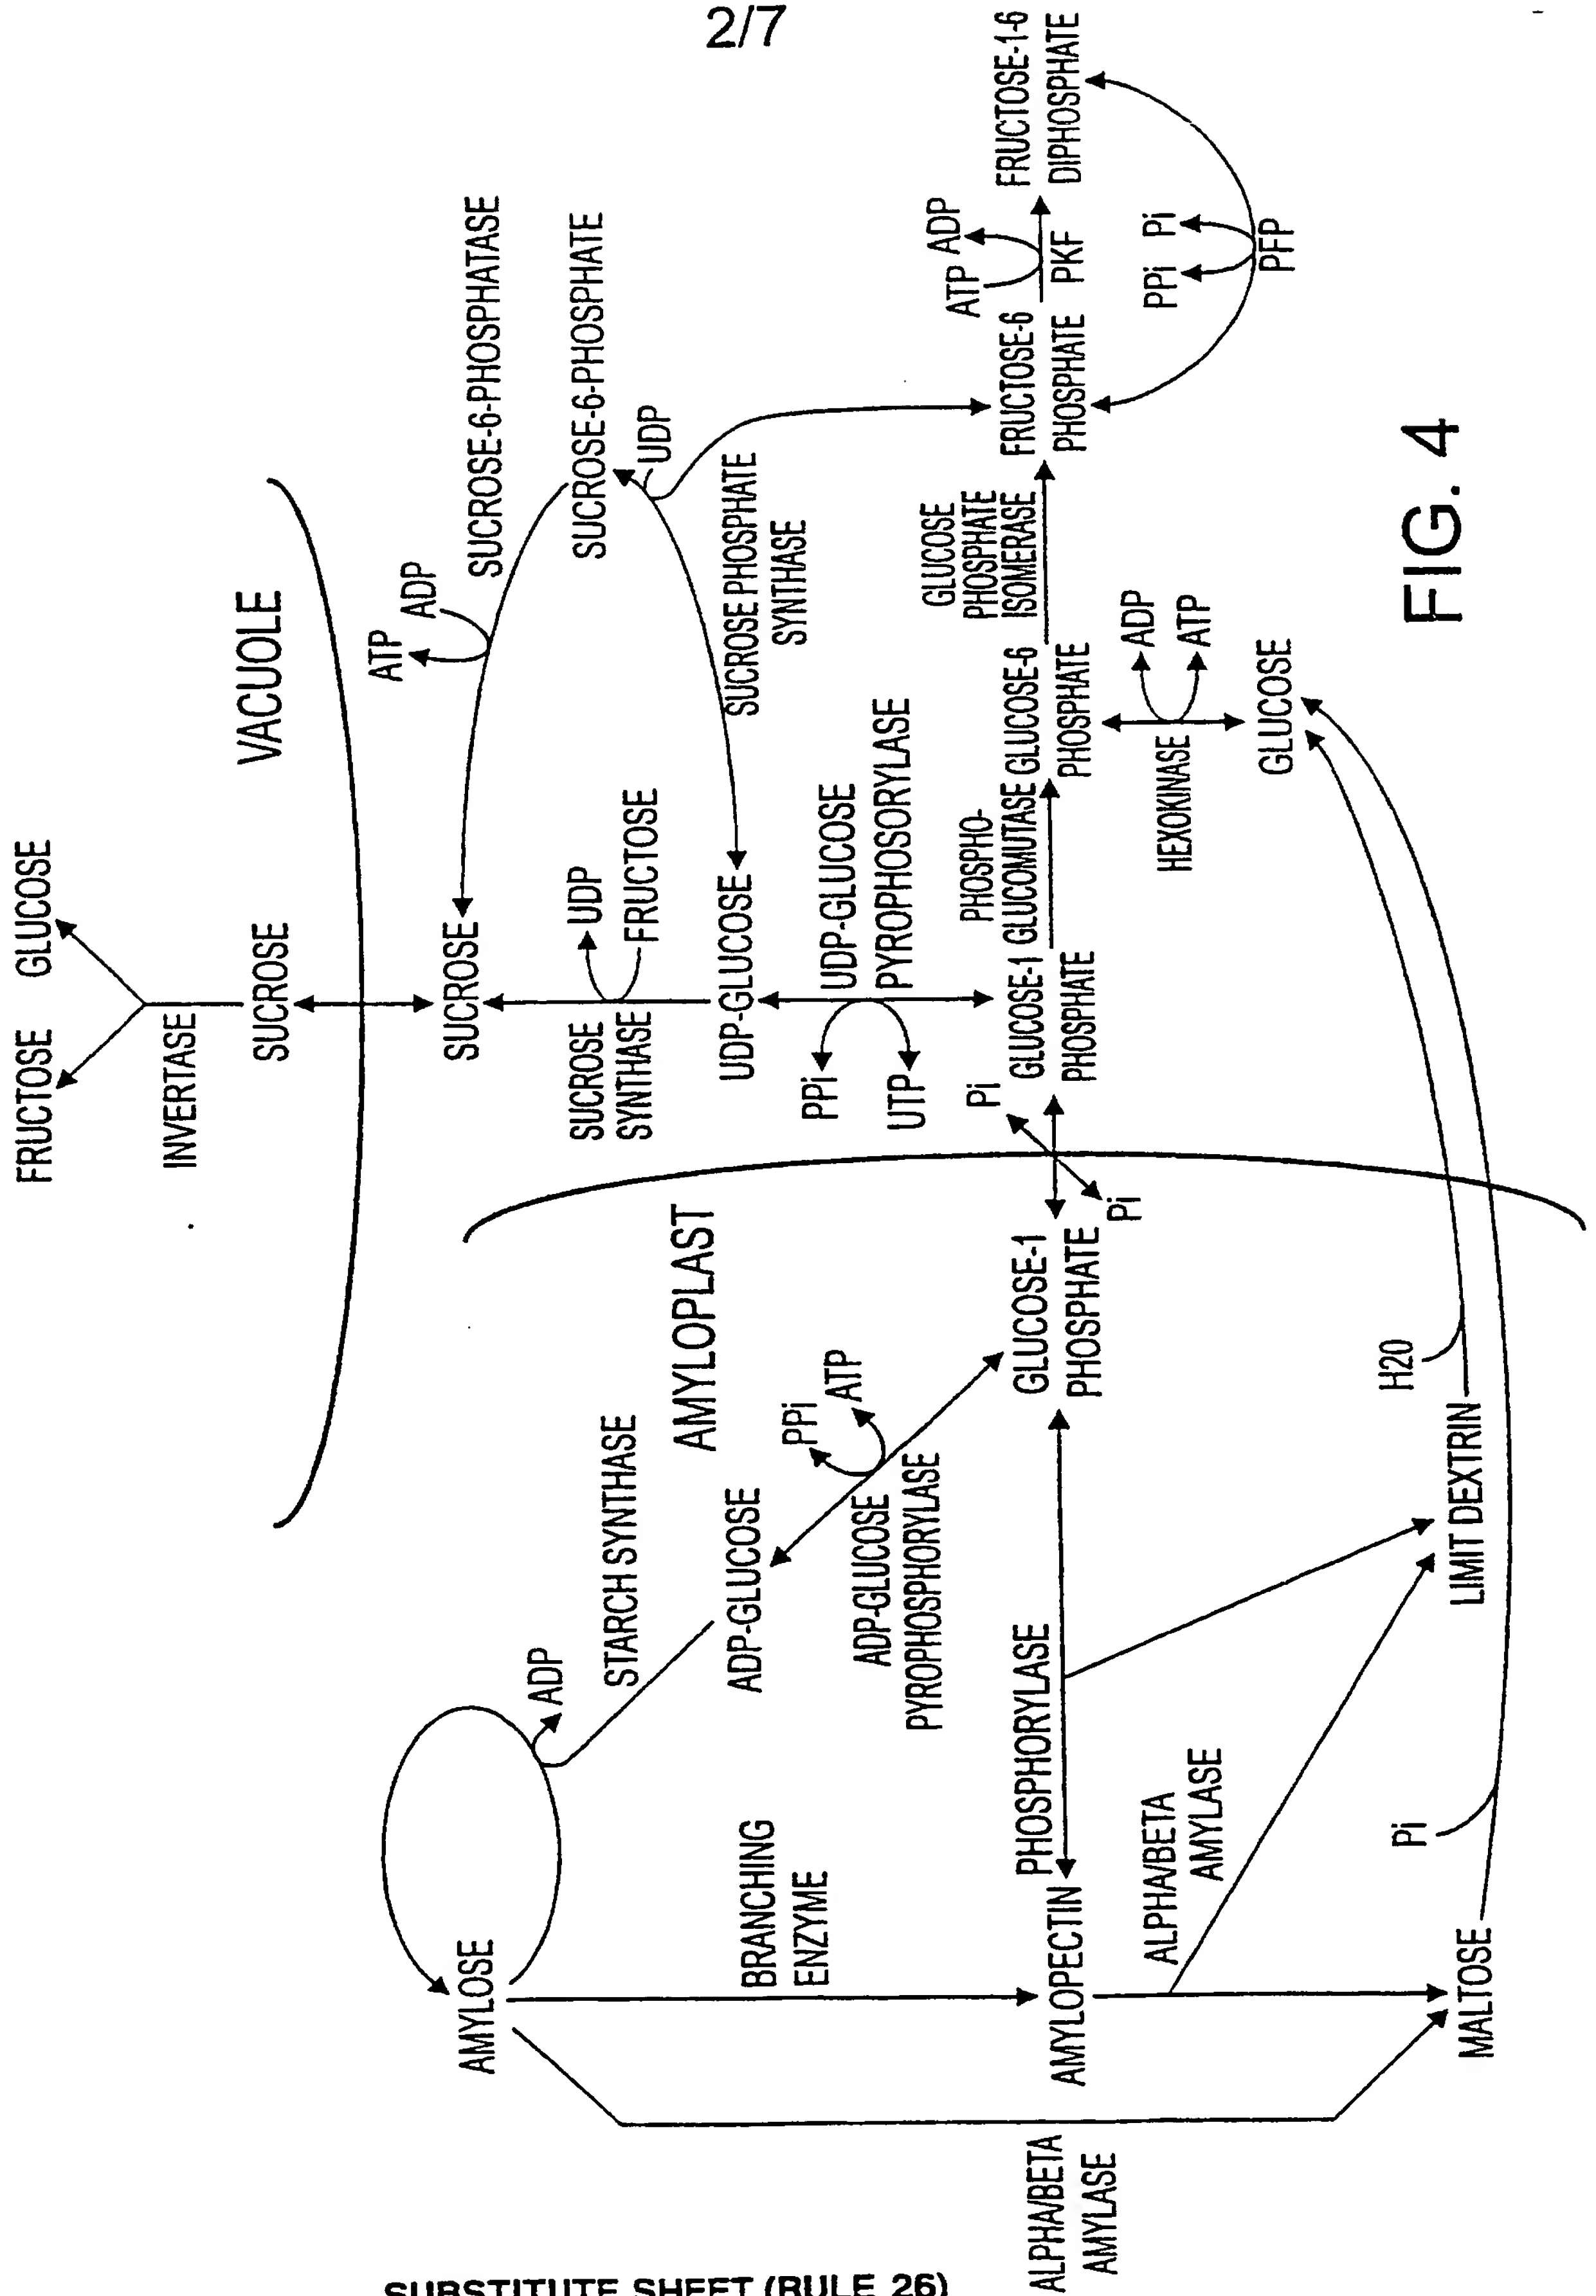 2/7
FRUCTOSE
GLUCOSE
INVERTASE
SUCROSE
VACUOLE
SUCROSE
ATP
ADP
SUCROSE-6-PHOSPHATASE
SUCROSE-6-PHOSPHATE
UDP
SUCROSE
SYNTHASE
UDP
FRUCTOSE
UDP-GLUCOSE
SUCROSE PHOSPHATE
SYNTHASE
PPi
UTP
UDP-GLUCOSE
PYROPHOSORYLASE
AMYLOPLAST
AMYLOSE
ADP
STARCH SYNTHASE
ADP-GLUCOSE
PPi
ATP
ADP-GLUCOSE
PYROPHOSPHORYLASE
BRANCHING
ENZYME
AMYLOPECTIN
PHOSPHORYLASE
GLUCOSE-1
PHOSPHATE
Pi
Pi
GLUCOSE-1
PHOSPHATE
PHOSPHO-
GLUCOMUTASE
GLUCOSE-6
PHOSPHATE
GLUCOSE
PHOSPHATE
ISOMERASE
FRUCTOSE-6
PHOSPHATE
ATP
ADP
PKF
FRUCTOSE-1-6
DIPHOSPHATE
PPi
Pi
PFP
HEXOKINASE
ADP
ATP
GLUCOSE
ALPHA/BETA
AMYLASE
ALPHA/BETA
AMYLASE
MALTOSE
Pi
LIMIT DEXTRIN
H20
FIG. 4
SUBSTITUTE SHEET (RULE 26)